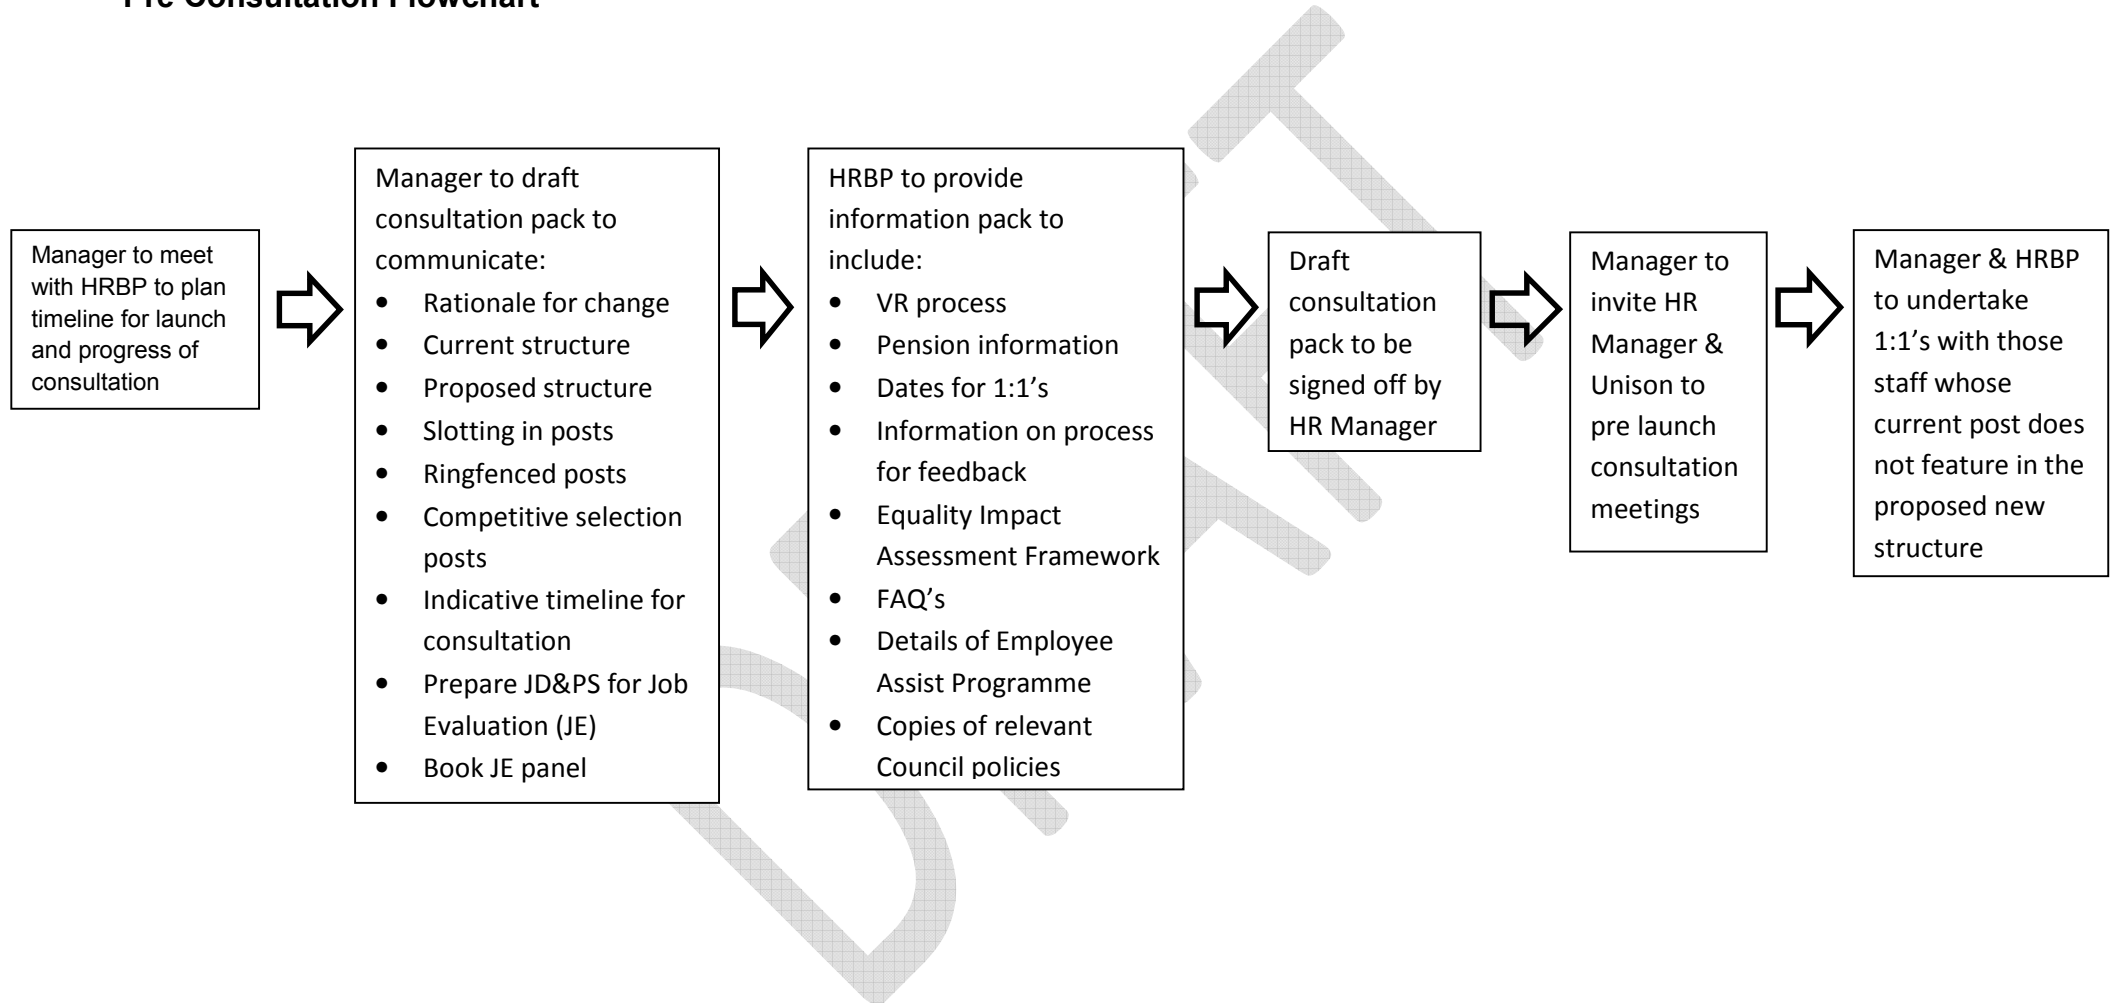 Pre Consultation Flowchart
Manager to meet
with HRBP to plan
timeline for launch
and progress of
consultation
Manager to draft
consultation pack to
communicate:
• Rationale for change
• Current structure
• Proposed structure
• Slotting in posts
• Ringfenced posts
• Competitive selection
posts
• Indicative timeline for
consultation
• Prepare JD&PS for Job
Evaluation (JE)
• Book JE panel
HRBP to provide
information pack to
include:
• VR process
• Pension information
• Dates for 1:1's
• Information on process
for feedback
• Equality Impact
Assessment Framework
• FAQ's
• Details of Employee
Assist Programme
• Copies of relevant
Council policies
Draft
consultation
pack to be
signed off by
HR Manager
Manager to
invite HR
Manager &
Unison to
pre launch
consultation
meetings
Manager & HRBP
to undertake
1:1's with those
staff whose
current post does
not feature in the
proposed new
structure
DRAFT